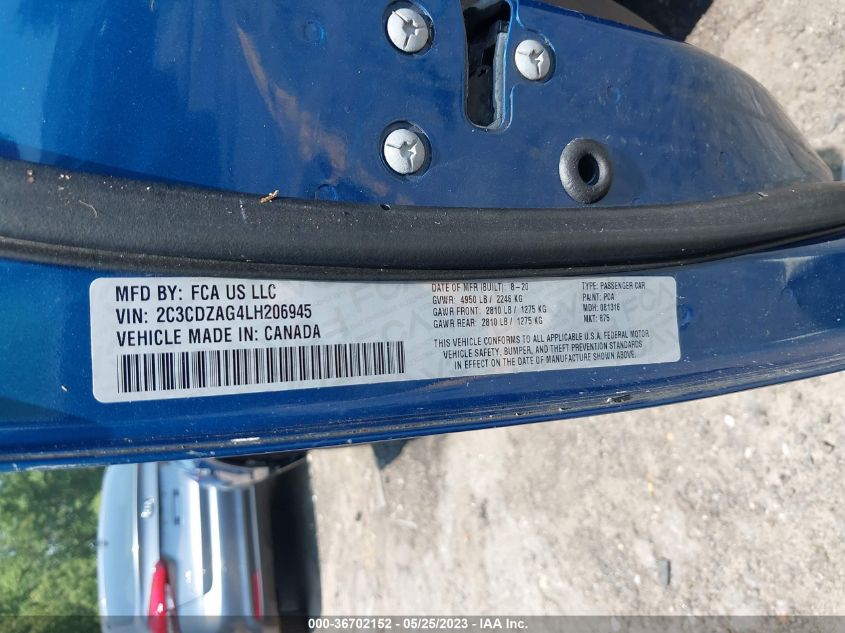 MFD BY: FCA US LLC
VIN: 2C3CDZAG4LH206945
VEHICLE MADE IN: CANADA
DATE OF MFR (BUILT): 8-20
GVWR: 4950 LB / 2246 KG
GAWR FRONT: 2810 LB / 1275 KG
GAWR REAR: 2810 LB / 1275 KG
TYPE: PASSENGER CAR
PAINT: PCA
MDH: 081316
MKT: 875
THIS VEHICLE CONFORMS TO ALL APPLICABLE U.S.A. FEDERAL MOTOR
VEHICLE SAFETY, BUMPER, AND THEFT PREVENTION STANDARDS
IN EFFECT ON THE DATE OF MANUFACTURE SHOWN ABOVE.
000-36702152 - 05/25/2023 - IAA Inc.